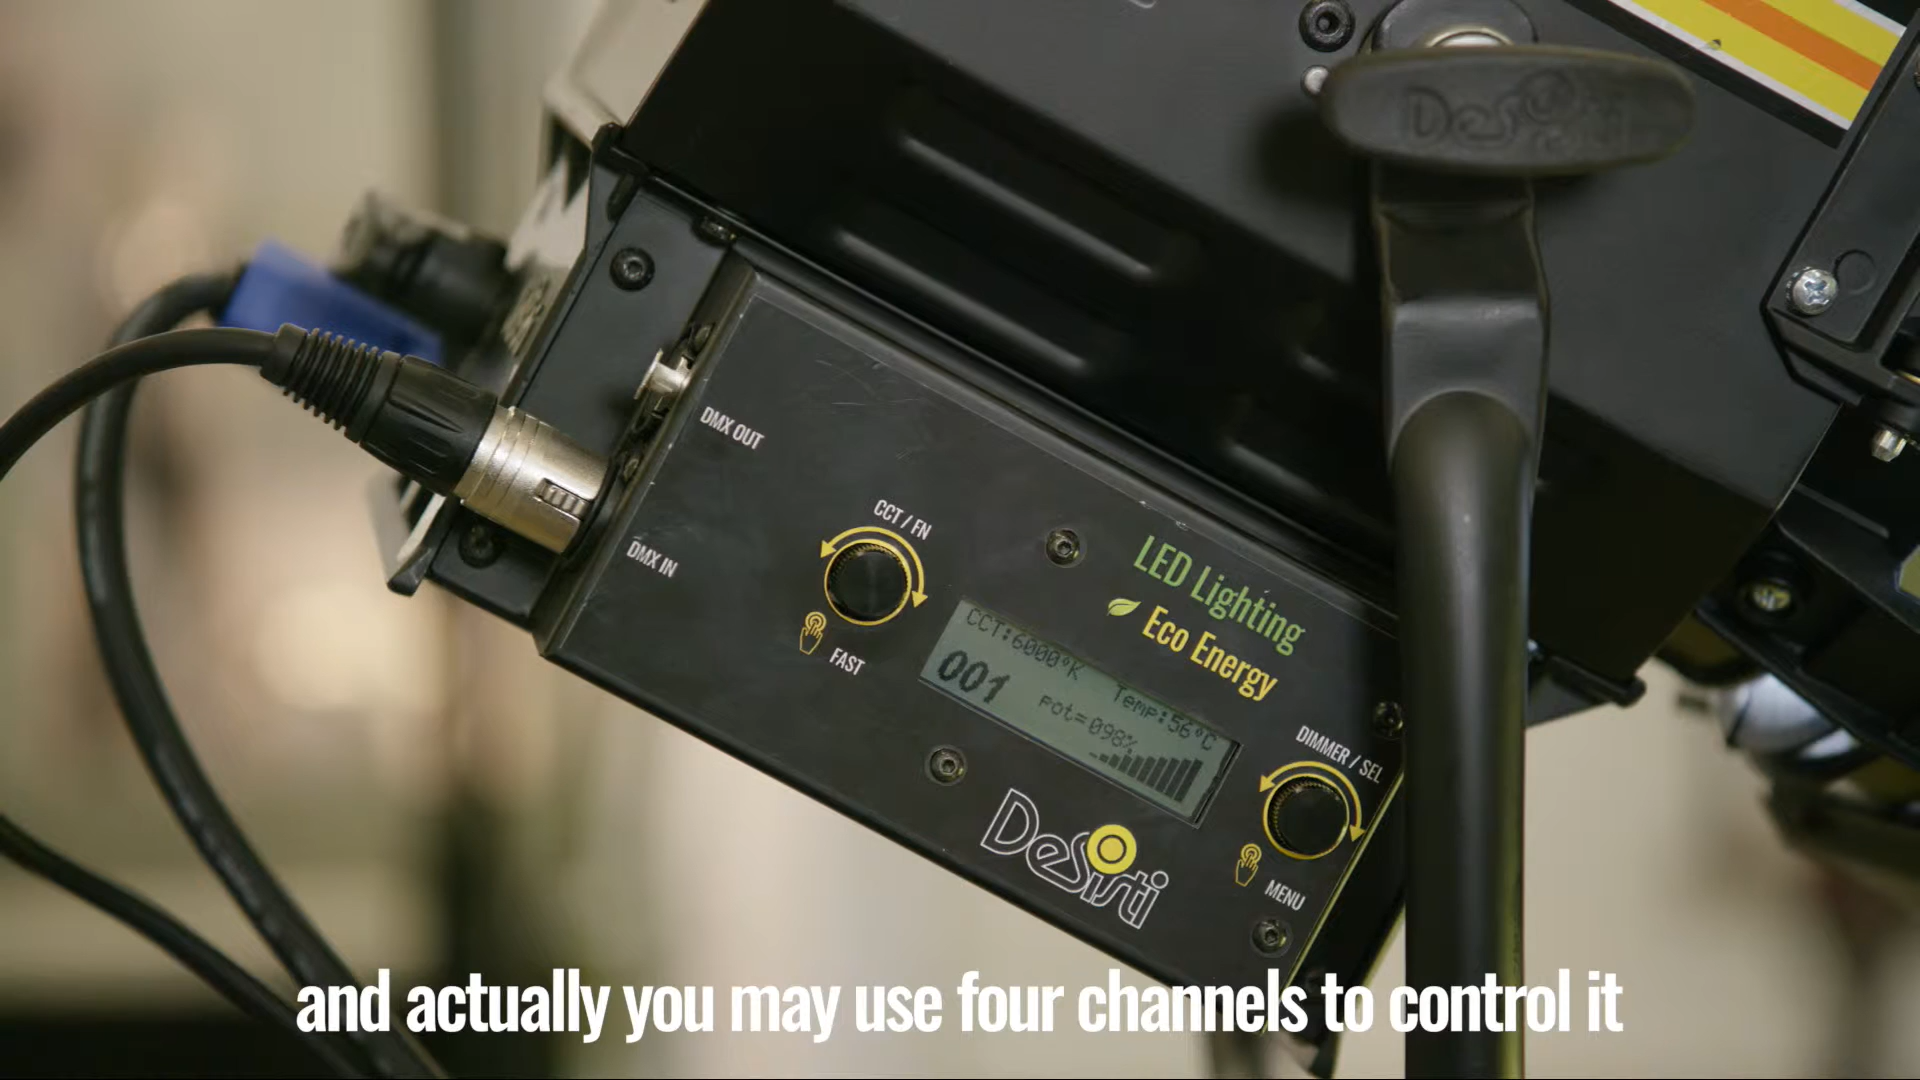 DeSisti
DMX OUT
DMX IN
CCT / FN
FAST
LED Lighting
Eco Energy
CCT:6000°K Temp:56°C
001 Pot=098%
DIMMER / SEL
MENU
DeSisti
and actually you may use four channels to control it